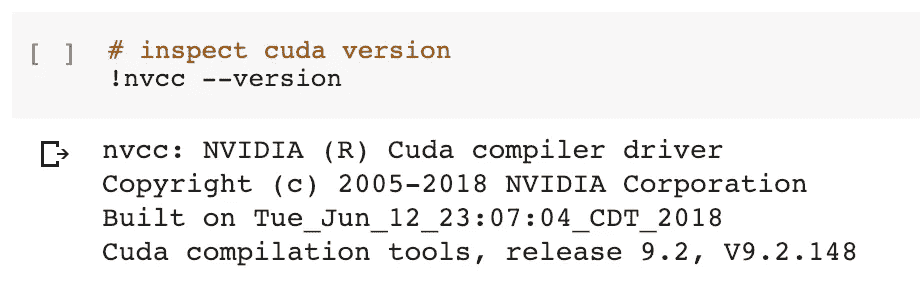 [ ] # inspect cuda version
!nvcc --version
nvcc: NVIDIA (R) Cuda compiler driver
Copyright (c) 2005-2018 NVIDIA Corporation
Built on Tue_Jun_12_23:07:04_CDT_2018
Cuda compilation tools, release 9.2, V9.2.148